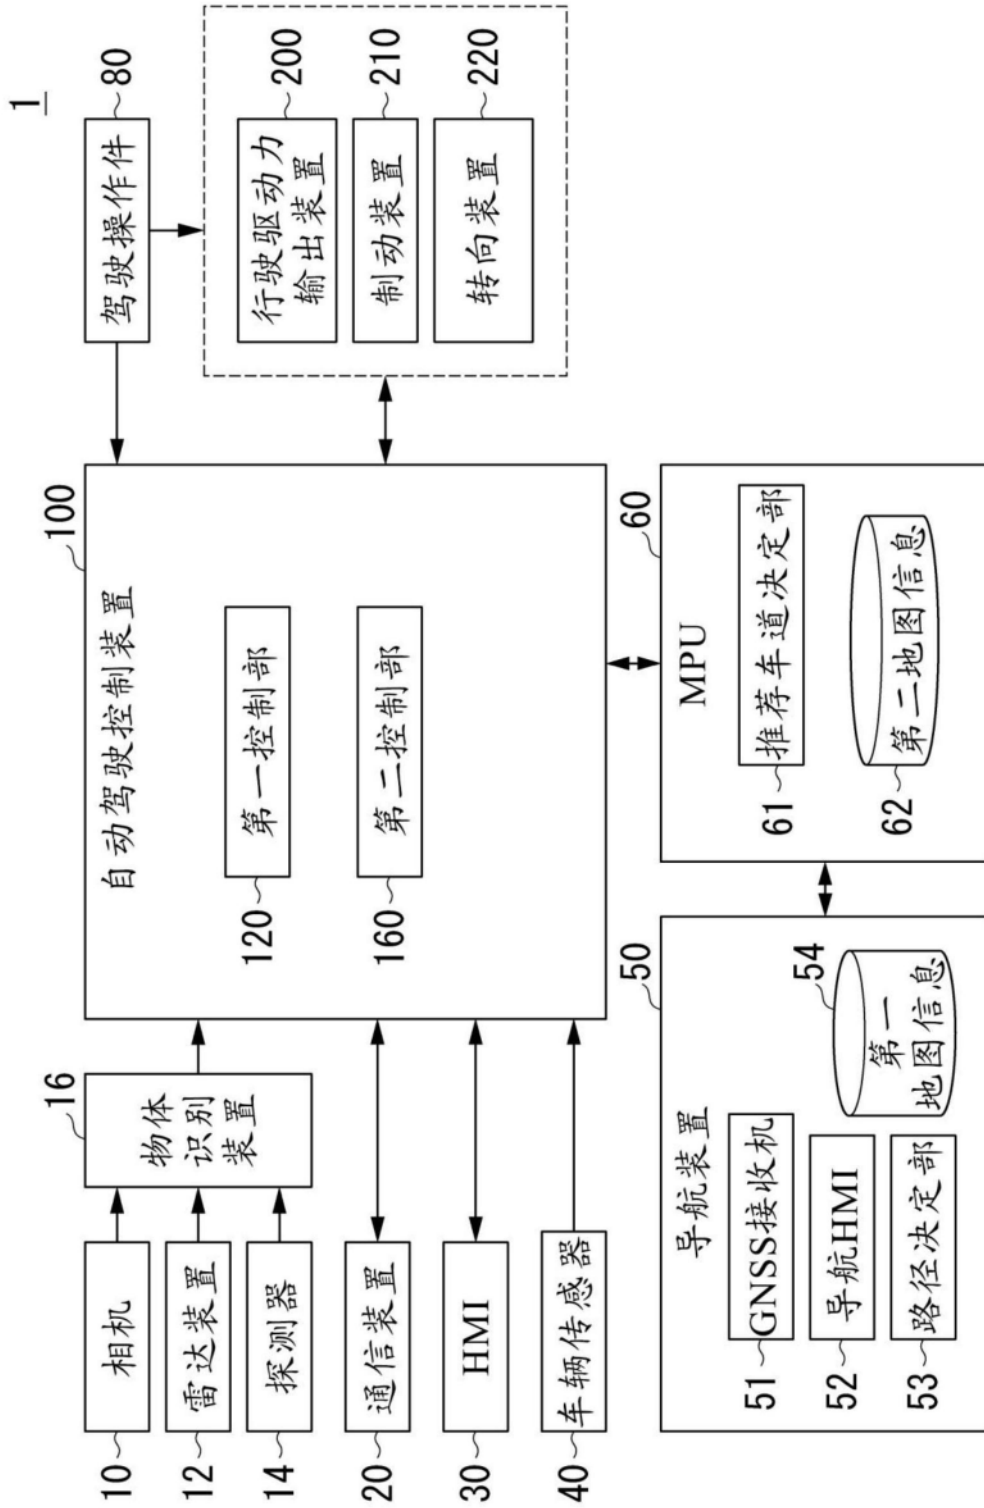 1
10
相机
12
雷达装置
14
探测器
16
物体
识别
装置
20
通信装置
30
HMI
40
车辆传感器
100
自动驾驶控制装置
120
第一控制部
160
第二控制部
80
驾驶操作件
200
行驶驱动力
输出装置
210
制动装置
220
转向装置
50
导航装置
51
GNSS接收机
52
导航HMI
53
路径决定部
54
第一
地图信息
60
MPU
61
推荐车道决定部
62
第二地图信息